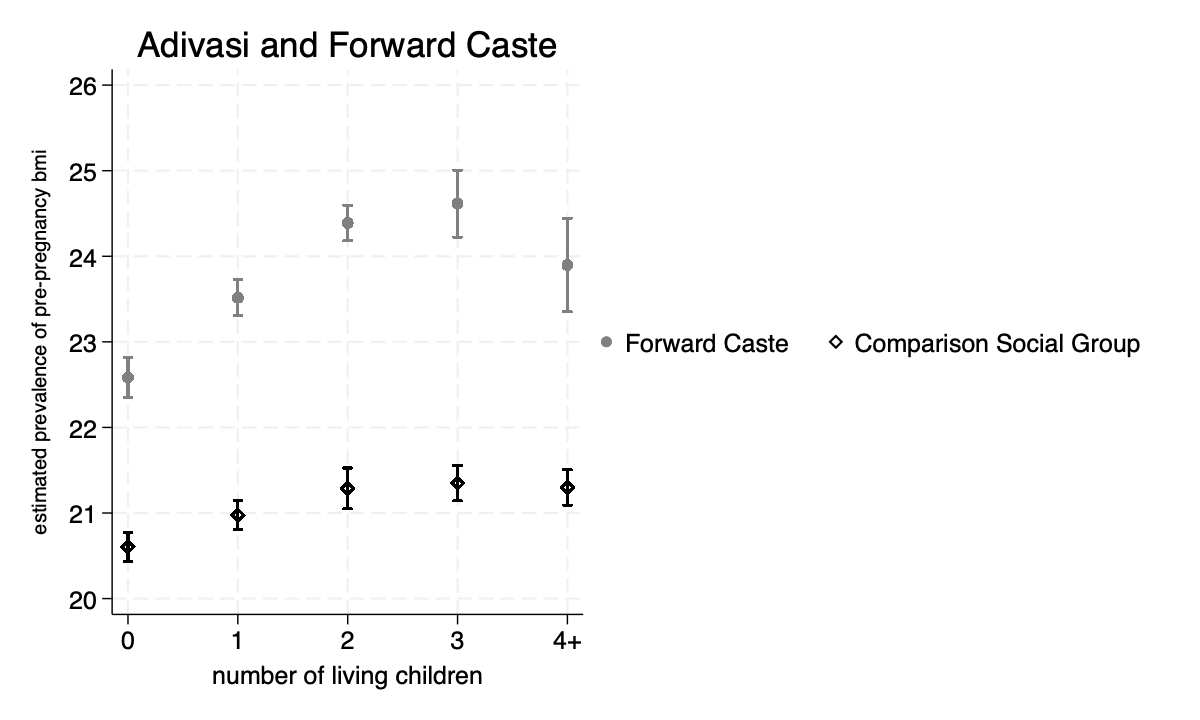 Adivasi and Forward Caste
estimated prevalence of pre-pregnancy bmi
26
25
24
23
22
21
20
0 1 2 3 4+
number of living children
Forward Caste
Comparison Social Group